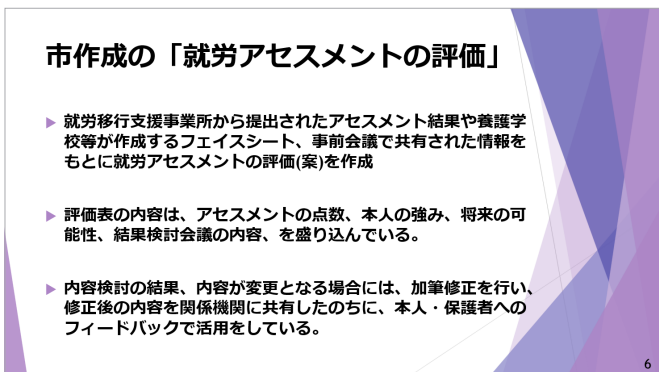 市作成の「就労アセスメントの評価」
▶ 就労移行支援事業所から提出されたアセスメント結果や養護学
校等が作成するフェイスシート、事前会議で共有された情報を
もとに就労アセスメントの評価(案)を作成
▶ 評価表の内容は、アセスメントの点数、本人の強み、将来の可
能性、結果検討会議の内容、を盛り込んでいる。
▶ 内容検討の結果、内容が変更となる場合には、加筆修正を行い、
修正後の内容を関係機関に共有したのちに、本人・保護者への
フィードバックで活用をしている。
6